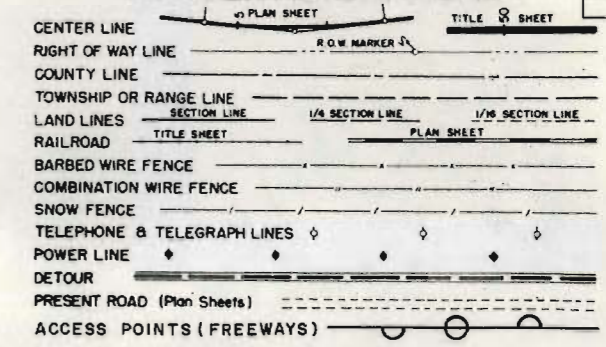 CENTER LINE 5 PLAN SHEET TITLE 50 SHEET
RIGHT OF WAY LINE R.O.W. MARKER
COUNTY LINE
TOWNSHIP OR RANGE LINE
LAND LINES SECTION LINE 1/4 SECTION LINE 1/16 SECTION LINE
RAILROAD TITLE SHEET PLAN SHEET
BARBED WIRE FENCE
COMBINATION WIRE FENCE
SNOW FENCE
TELEPHONE & TELEGRAPH LINES
POWER LINE
DETOUR
PRESENT ROAD (Plan Sheets)
ACCESS POINTS (FREEWAYS)